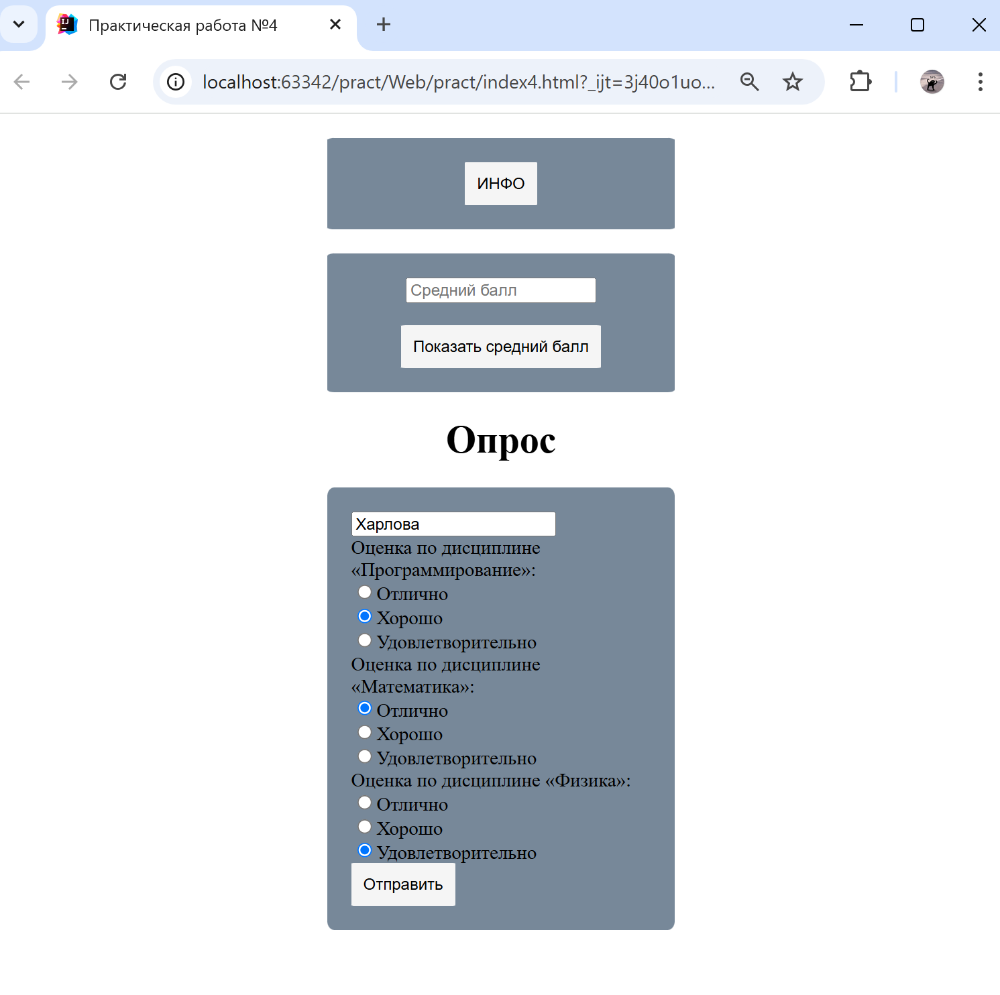 Практическая работа №4
localhost:63342/pract/Web/pract/index4.html?_ijt=3j40o1uo...
ИНФО
Средний балл
Показать средний балл
Опрос
Харлова
Оценка по дисциплине
«Программирование»:
Отлично
Хорошо
Удовлетворительно
Оценка по дисциплине
«Математика»:
Отлично
Хорошо
Удовлетворительно
Оценка по дисциплине «Физика»:
Отлично
Хорошо
Удовлетворительно
Отправить